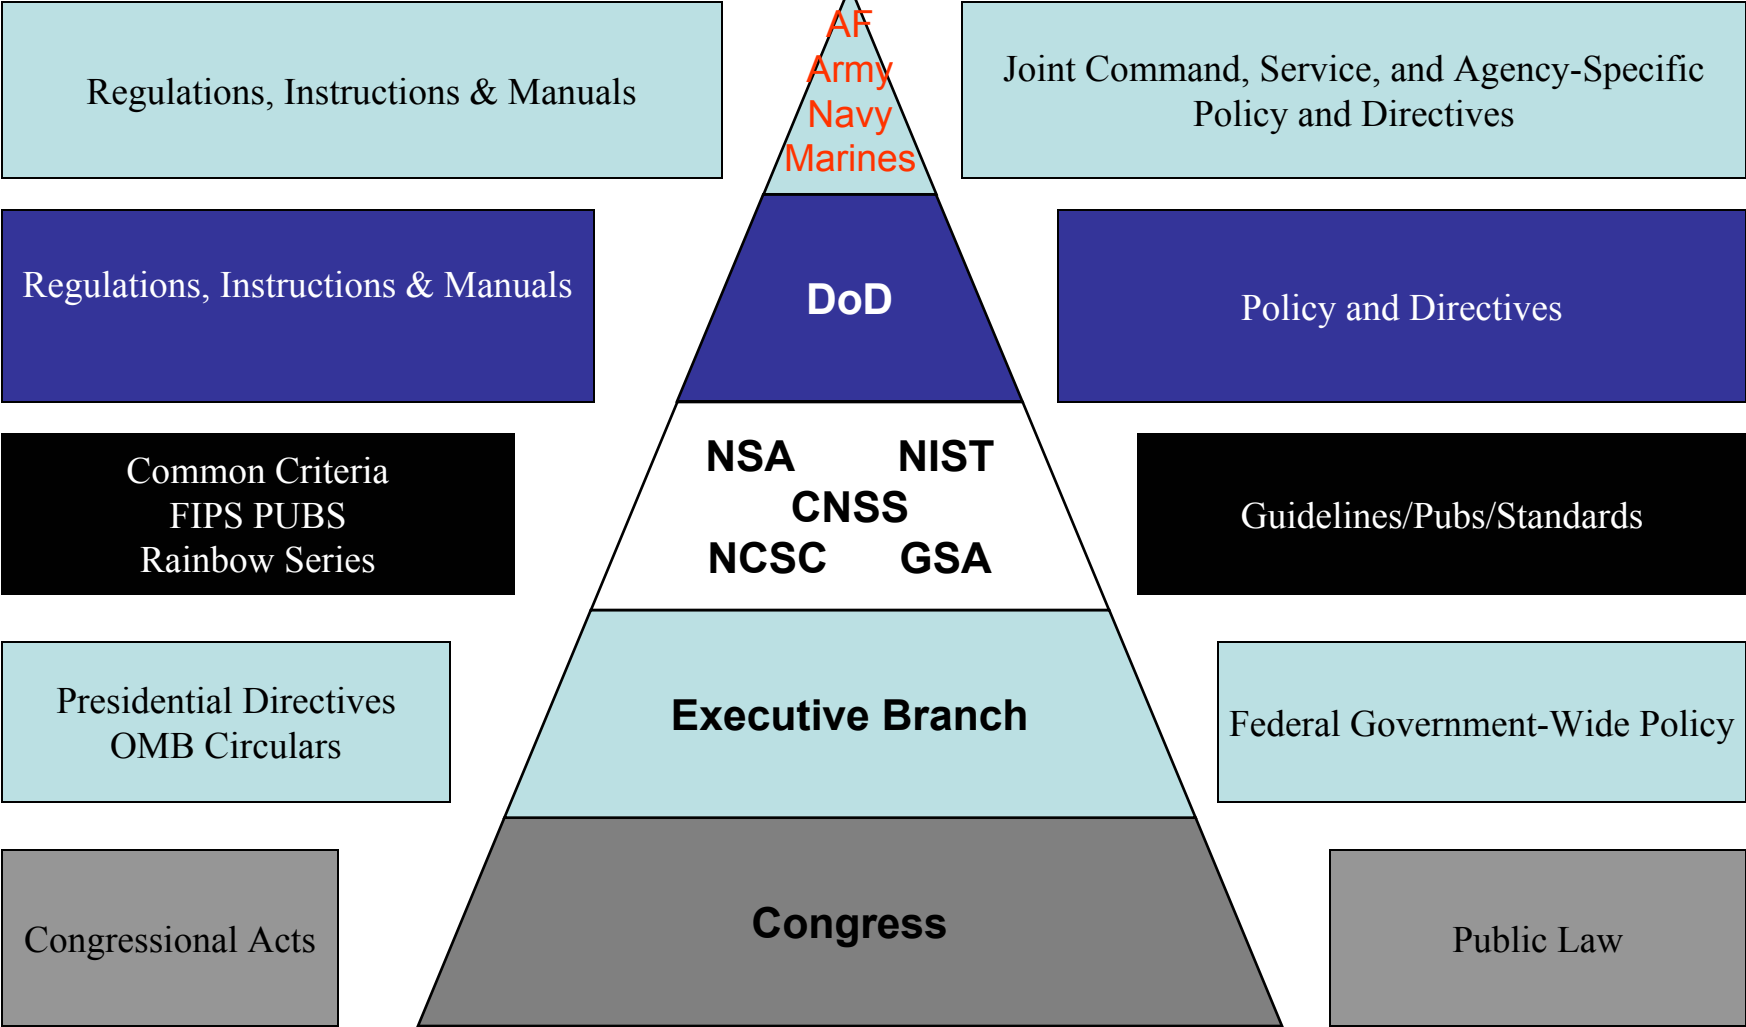 Regulations, Instructions & Manuals
AF
Army
Navy
Marines
Joint Command, Service, and Agency-Specific
Policy and Directives
Regulations, Instructions & Manuals
DoD
Policy and Directives
Common Criteria
FIPS PUBS
Rainbow Series
NSA NIST
CNSS
NCSC GSA
Guidelines/Pubs/Standards
Presidential Directives
OMB Circulars
Executive Branch
Federal Government-Wide Policy
Congressional Acts
Congress
Public Law